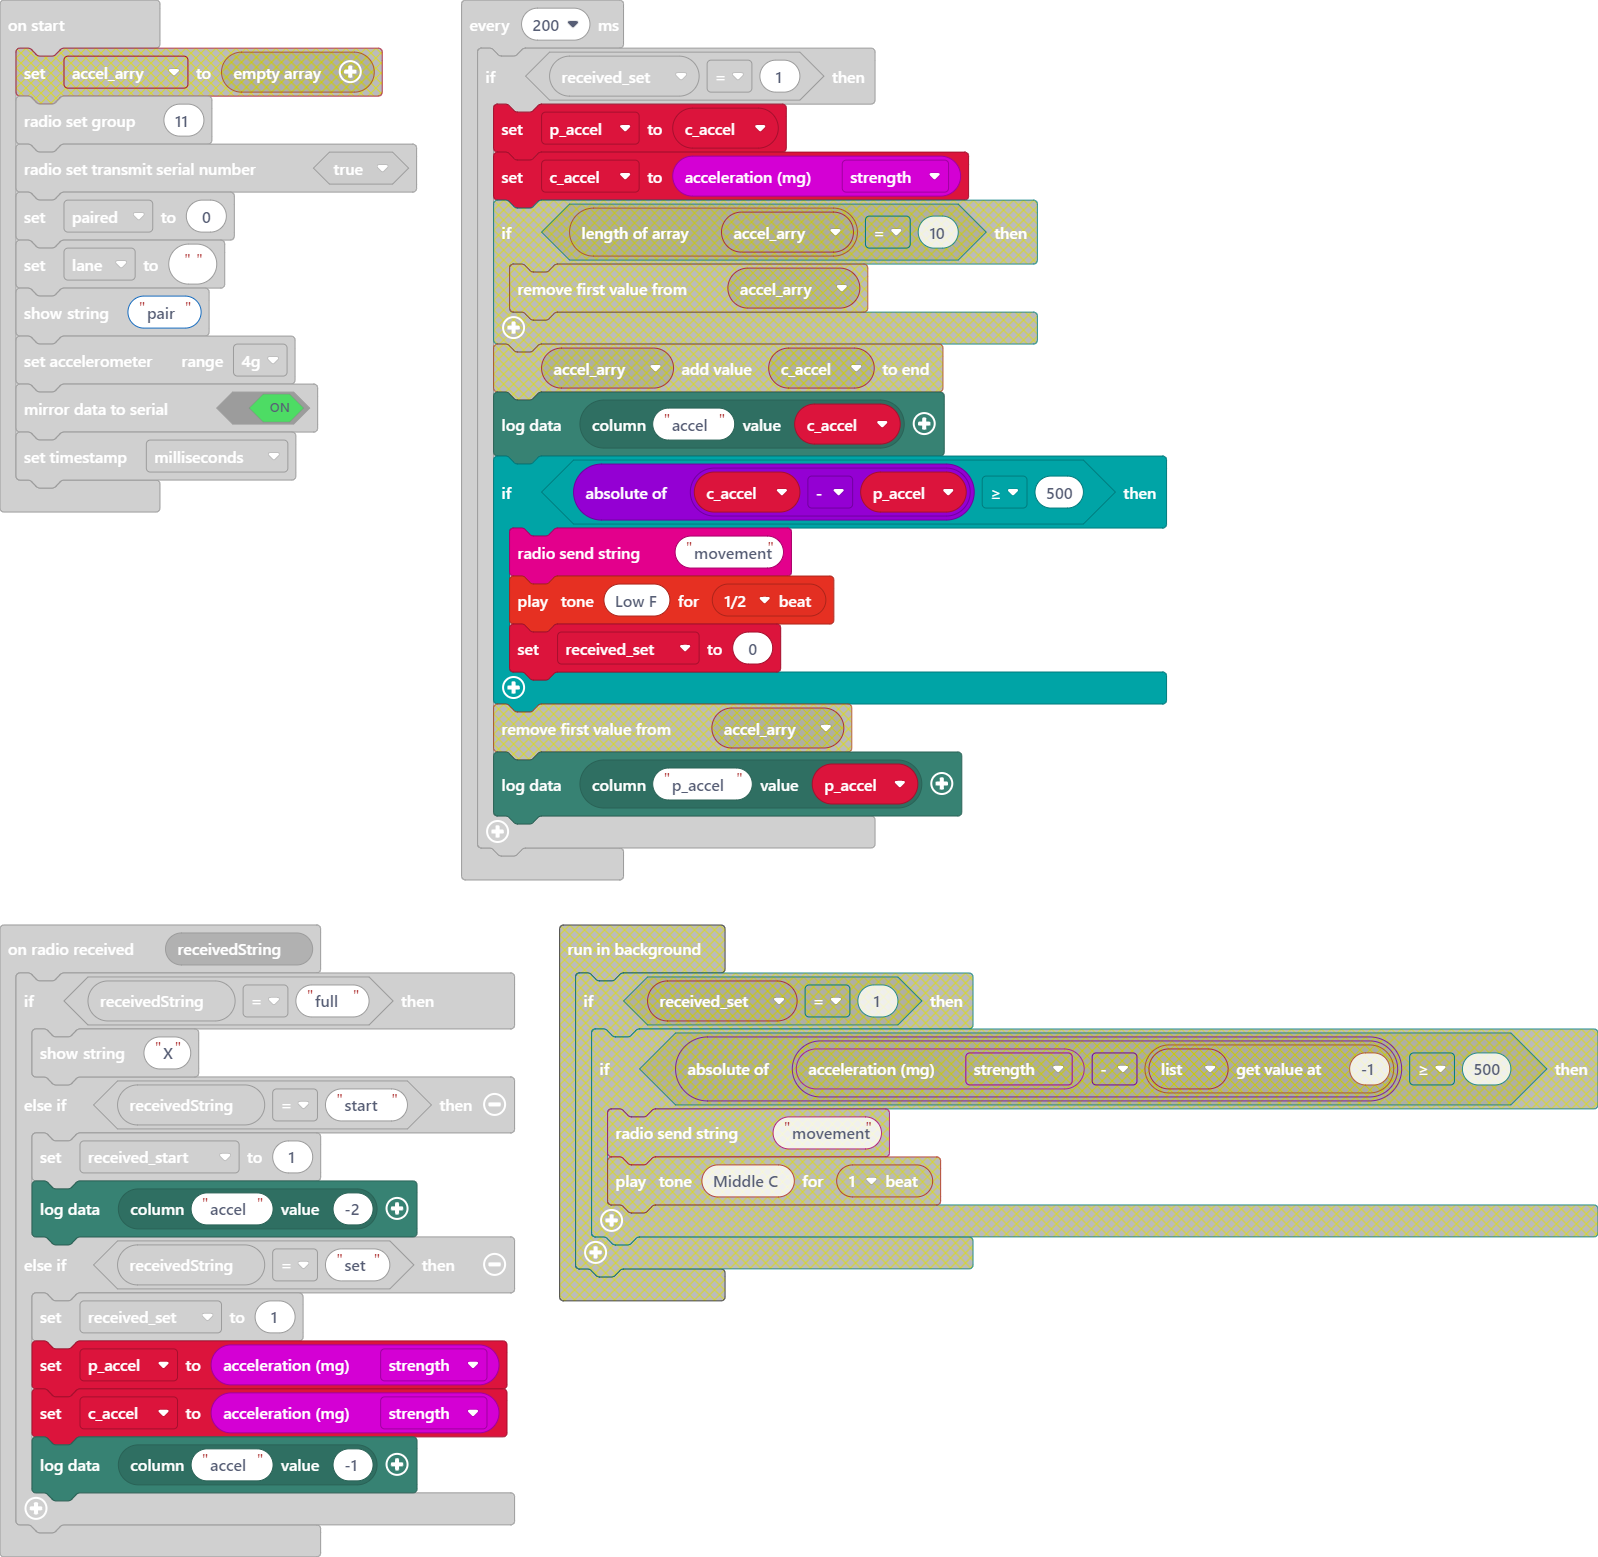 on start
set accel_arry to empty array
radio set group 11
radio set transmit serial number true
set paired to 0
set lane to " "
show string "pair"
set accelerometer range 4g
mirror data to serial ON
set timestamp milliseconds
every 200 ms
if received_set = 1 then
set p_accel to c_accel
set c_accel to acceleration (mg) strength
if length of array accel_arry = 10 then
remove first value from accel_arry
accel_arry add value c_accel to end
log data column "accel" value c_accel
if absolute of c_accel - p_accel ≥ 500 then
radio send string "movement"
play tone Low F for 1/2 beat
set received_set to 0
remove first value from accel_arry
log data column "p_accel" value p_accel
on radio received receivedString
if receivedString = "full" then
show string "X"
else if receivedString = "start" then
set received_start to 1
log data column "accel" value -2
else if receivedString = "set" then
set received_set to 1
set p_accel to acceleration (mg) strength
set c_accel to acceleration (mg) strength
log data column "accel" value -1
run in background
if received_set = 1 then
if absolute of acceleration (mg) strength - list get value at -1 ≥ 500 then
radio send string "movement"
play tone Middle C for 1 beat